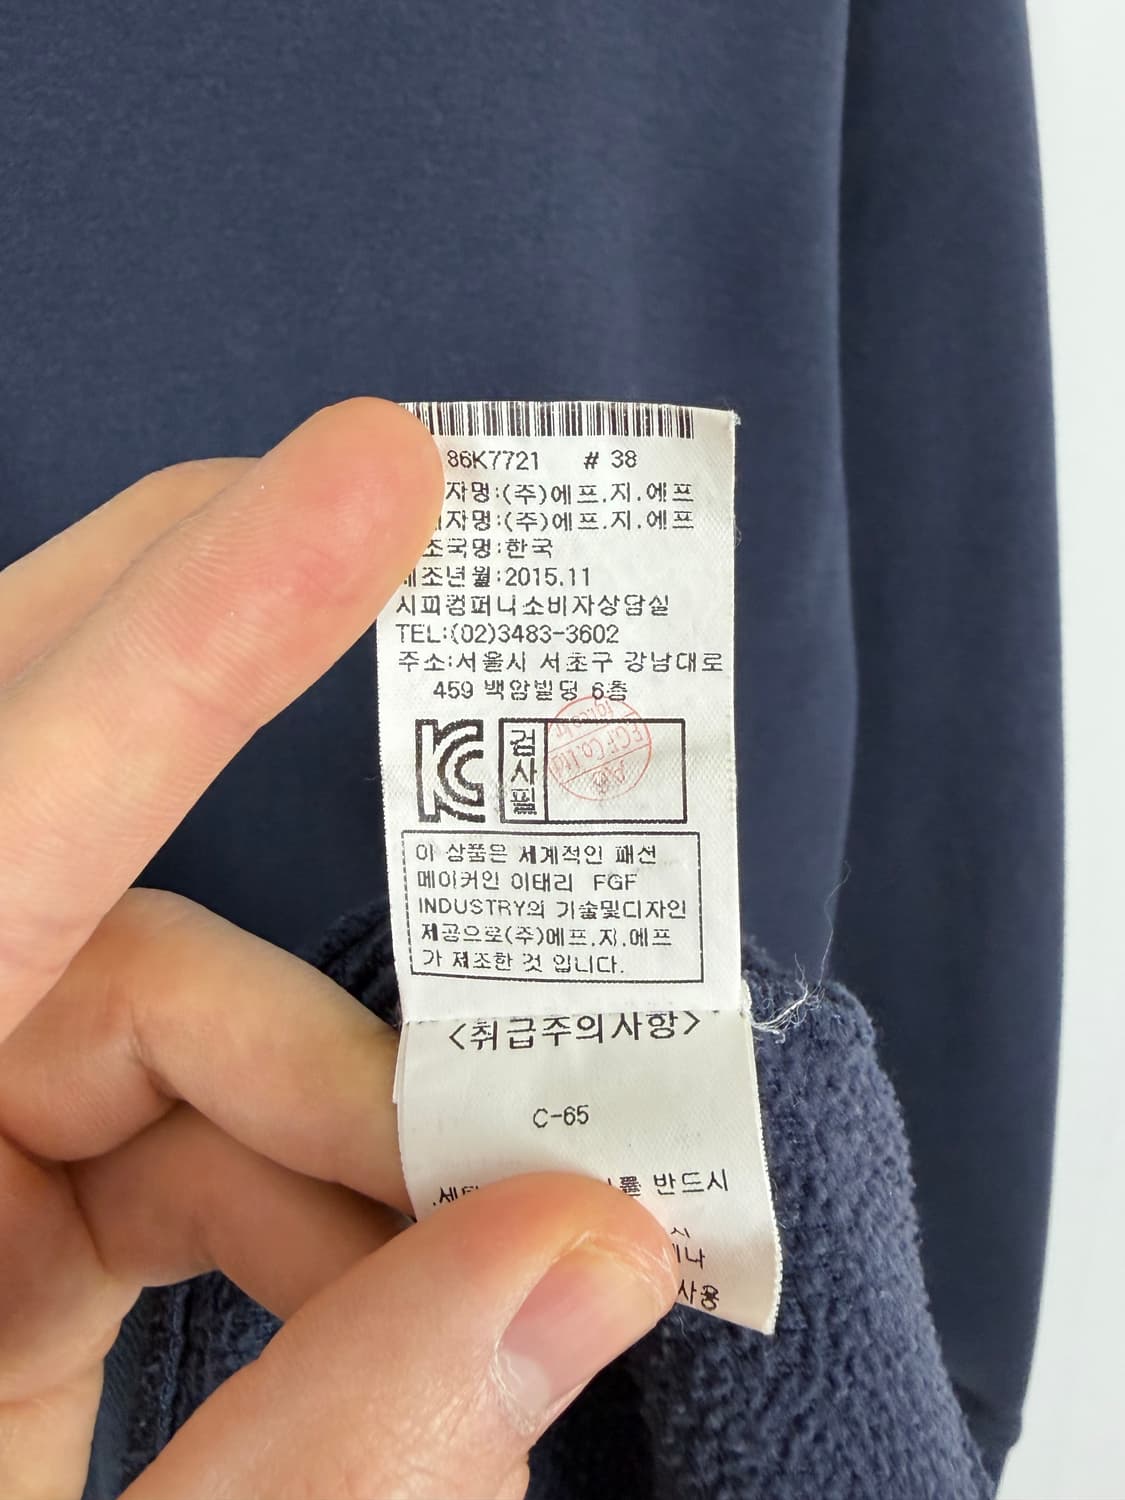 86K7721 # 38
자명:(주)에프.지.에프
자명:(주)에프.지.에프
조국명:한국
제조년월:2015.11
시피컴퍼니소비자상담실
TEL:(02)3483-3602
주소:서울시 서초구 강남대로
459 백암빌딩 6층
KC
검사필
FGF Co.Ltd
이 상품은 세계적인 패션
메이커인 이태리 FGF
INDUSTRY의 기술및디자인
제공으로(주)에프.지.에프
가 제조한 것 입니다.
<취급주의사항>
C-65
를 반드시